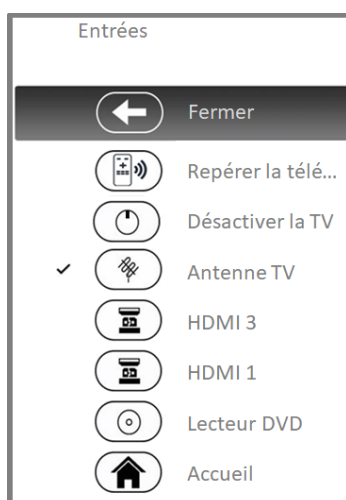 Entrées
Fermer
Repérer la télé...
Désactiver la TV
Antenne TV
HDMI 3
HDMI 1
Lecteur DVD
Accueil